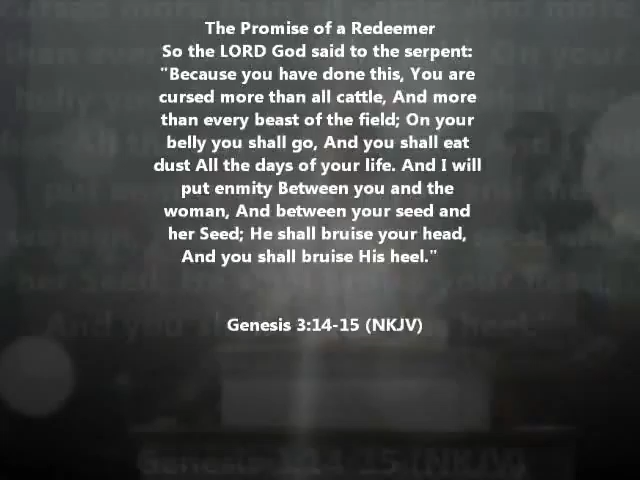 The Promise of a Redeemer
So the LORD God said to the serpent:
"Because you have done this, You are
cursed more than all cattle, And more
than every beast of the field; On your
belly you shall go, And you shall eat
dust All the days of your life. And I will
put enmity Between you and the
woman, And between your seed and
her Seed; He shall bruise your head,
And you shall bruise His heel."
Genesis 3:14-15 (NKJV)